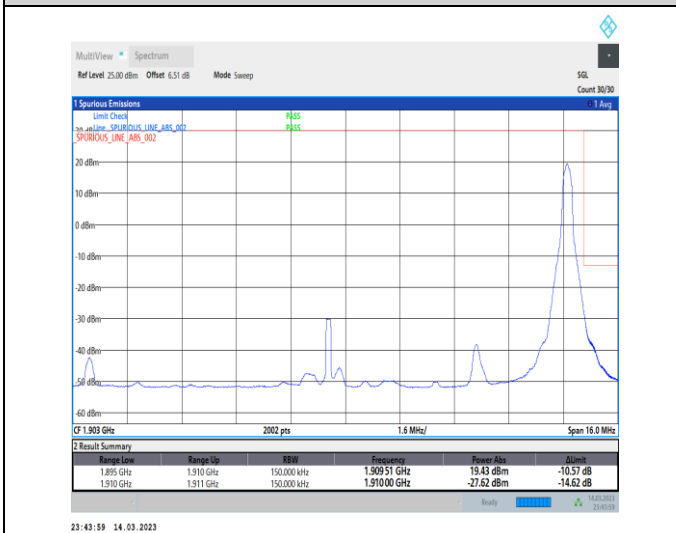 MultiView Spectrum
Ref Level 25.00 dBm Offset 6.51 dB Mode Sweep SGL
Count 30/30
1 Spurious Emissions 1 Avg
Limit Check PASS
Line _SPURIOUS_LINE_ABS_002 PASS
_SPURIOUS_LINE_ABS_002
20 dBm
10 dBm
0 dBm
-10 dBm
-20 dBm
-30 dBm
-40 dBm
-50 dBm
-60 dBm
CF 1.903 GHz 2002 pts 1.6 MHz/ Span 16.0 MHz
2 Result Summary
Range Low Range Up RBW Frequency Power Abs ΔLimit
1.895 GHz 1.910 GHz 150.000 kHz 1.90951 GHz 19.43 dBm -10.57 dB
1.910 GHz 1.911 GHz 150.000 kHz 1.91000 GHz -27.62 dBm -14.62 dB
Ready 14.03.2023
23:43:59
23:43:59 14.03.2023